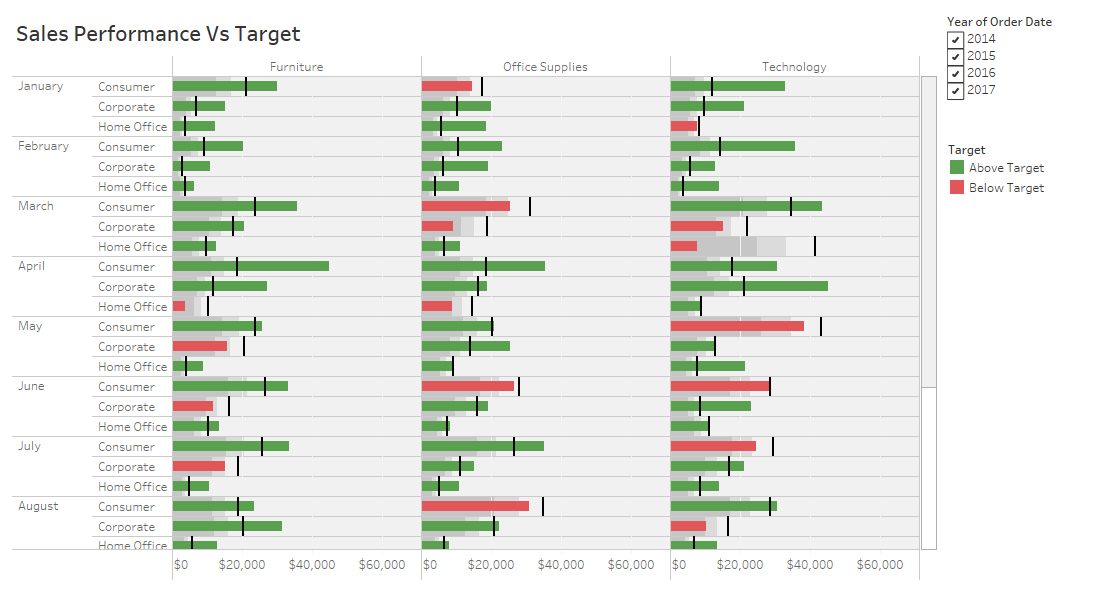 Sales Performance Vs Target
Furniture Office Supplies Technology
January Consumer
Corporate
Home Office
February Consumer
Corporate
Home Office
March Consumer
Corporate
Home Office
April Consumer
Corporate
Home Office
May Consumer
Corporate
Home Office
June Consumer
Corporate
Home Office
July Consumer
Corporate
Home Office
August Consumer
Corporate
Home Office
$0 $20,000 $40,000 $60,000 $0 $20,000 $40,000 $60,000 $0 $20,000 $40,000 $60,000
Year of Order Date
2014
2015
2016
2017
Target
Above Target
Below Target